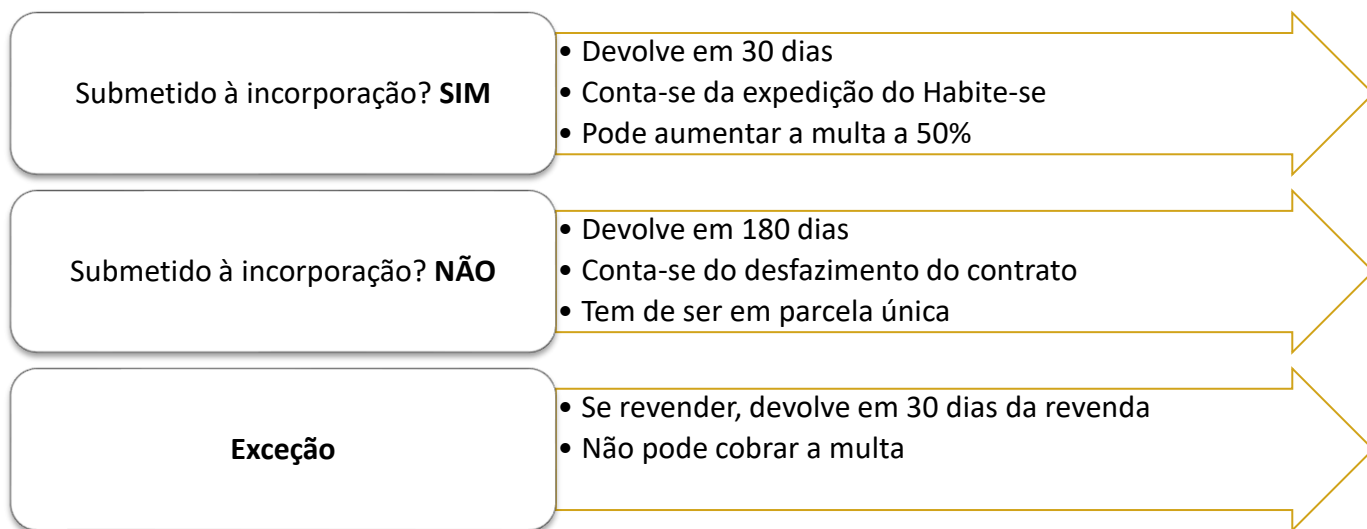 Submetido à incorporação? SIM
• Devolve em 30 dias
• Conta-se da expedição do Habite-se
• Pode aumentar a multa a 50%
Submetido à incorporação? NÃO
• Devolve em 180 dias
• Conta-se do desfazimento do contrato
• Tem de ser em parcela única
Exceção
• Se revender, devolve em 30 dias da revenda
• Não pode cobrar a multa